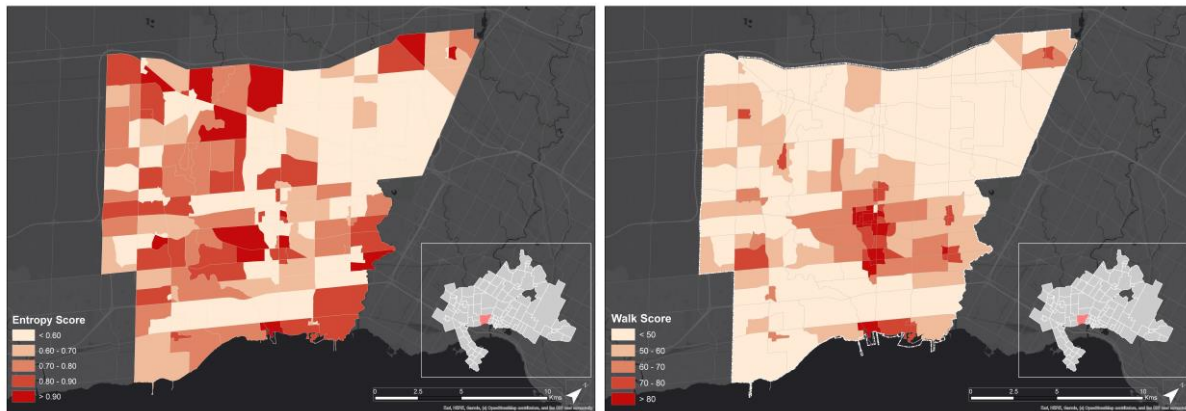 Entropy Score
< 0.60
0.60 - 0.70
0.70 - 0.80
0.80 - 0.90
> 0.90
0 2.5 5 10
Kms
Walk Score
< 50
50 - 60
60 - 70
70 - 80
> 80
0 2.5 5 10
Kms